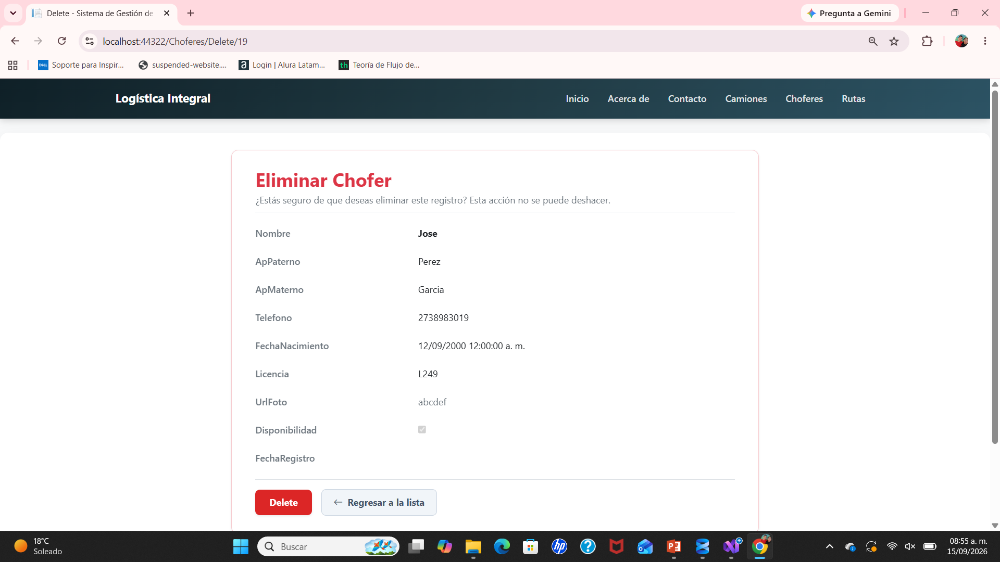 Delete - Sistema de Gestión de
Pregunta a Gemini
localhost:44322/Choferes/Delete/19
DELL Soporte para Inspir...
suspended-website....
a Login | Alura Latam...
th Teoría de Flujo de...
Logística Integral
Inicio Acerca de Contacto Camiones Choferes Rutas
Eliminar Chofer
¿Estás seguro de que deseas eliminar este registro? Esta acción no se puede deshacer.
Nombre Jose
ApPaterno Perez
ApMaterno Garcia
Telefono 2738983019
FechaNacimiento 12/09/2000 12:00:00 a. m.
Licencia L249
UrlFoto abcdef
Disponibilidad
FechaRegistro
Delete ← Regresar a la lista
18°C
Soleado
Buscar
hp
08:55 a. m.
15/09/2026